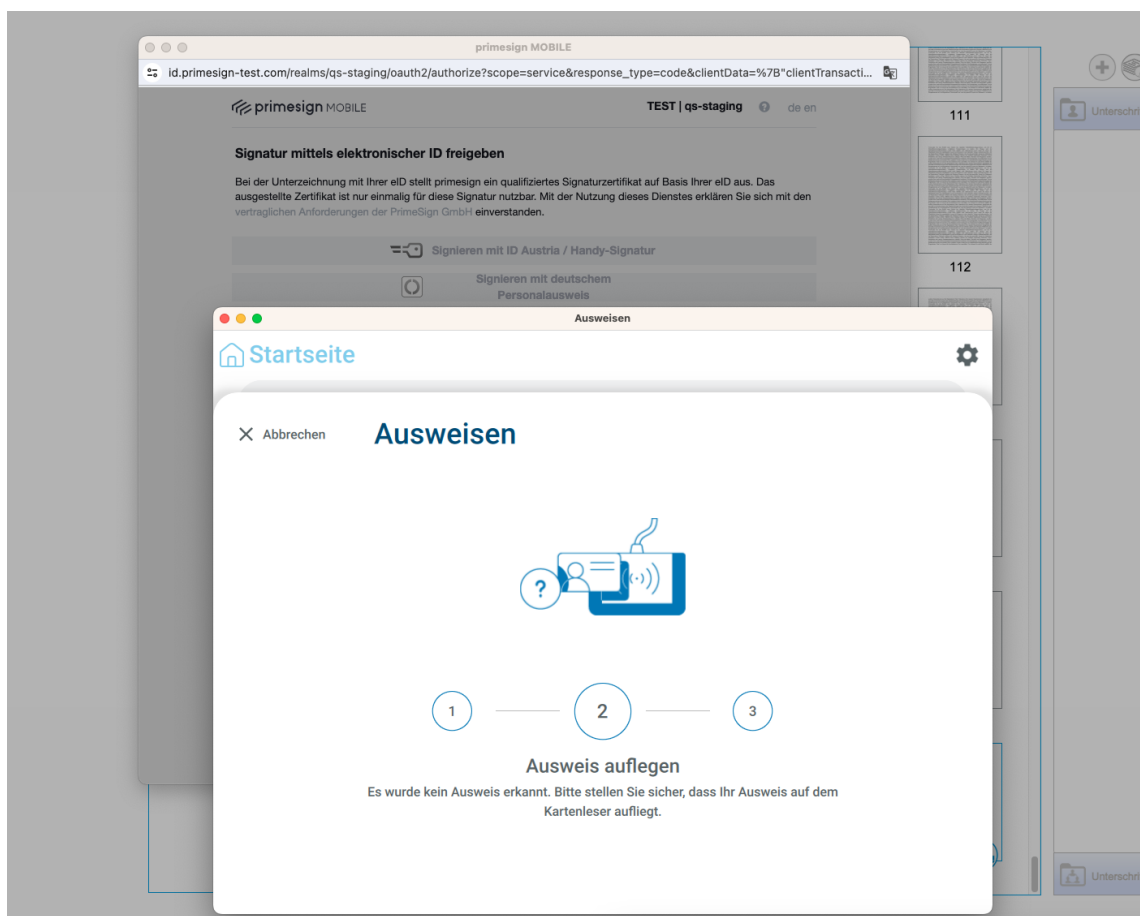 primesign MOBILE
id.primesign-test.com/realms/qs-staging/oauth2/authorize?scope=service&response_type=code&clientData=%7B"clientTransacti...
primesign MOBILE
TEST | qs-staging
de en
111
Signatur mittels elektronischer ID freigeben
Bei der Unterzeichnung mit Ihrer eID stellt primesign ein qualifiziertes Signaturzertifikat auf Basis Ihrer eID aus. Das
ausgestellte Zertifikat ist nur einmalig für diese Signatur nutzbar. Mit der Nutzung dieses Dienstes erklären Sie sich mit den
vertraglichen Anforderungen der PrimeSign GmbH einverstanden.
Signieren mit ID Austria / Handy-Signatur
Signieren mit deutschem
Personalausweis
112
Unterschri
Ausweisen
Startseite
Abbrechen
Ausweisen
?
1
2
3
Ausweis auflegen
Es wurde kein Ausweis erkannt. Bitte stellen Sie sicher, dass Ihr Ausweis auf dem
Kartenleser aufliegt.
Unterschri